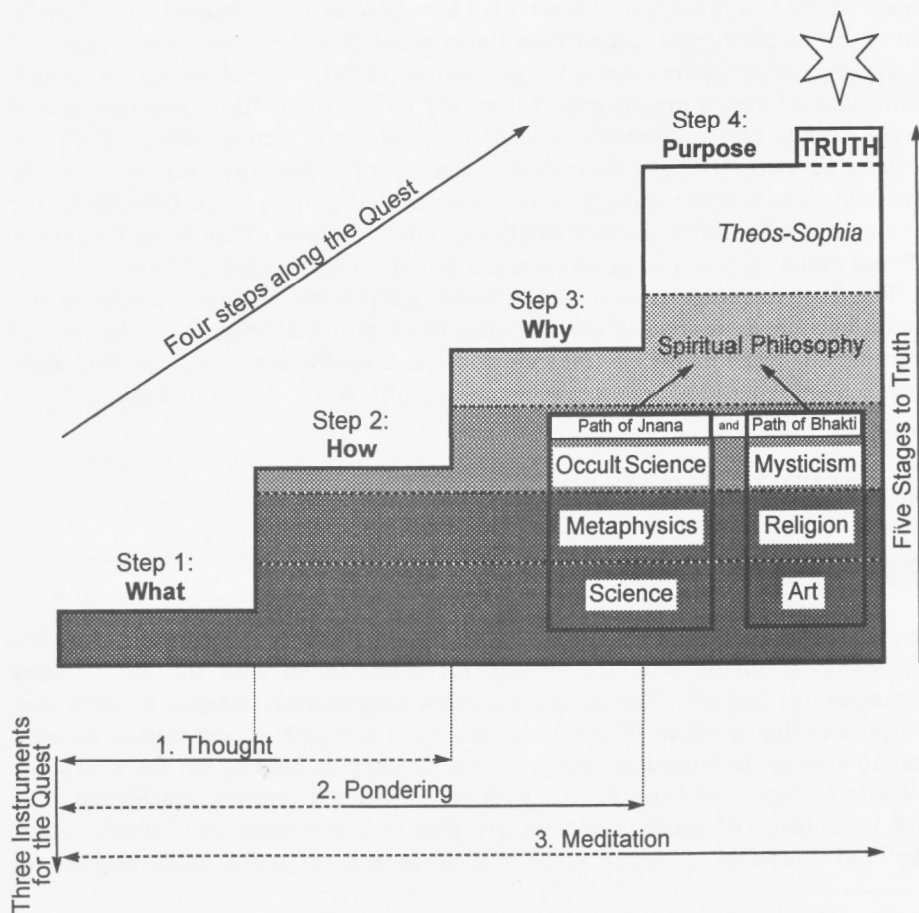 Step 4:
Purpose
TRUTH
Four steps along the Quest
Theos-Sophia
Step 3:
Why
Spiritual Philosophy
Step 2:
How
Path of Jnana and Path of Bhakti
Occult Science Mysticism
Metaphysics Religion
Step 1:
What
Science Art
Five Stages to Truth
Three Instruments
for the Quest
1. Thought
2. Pondering
3. Meditation